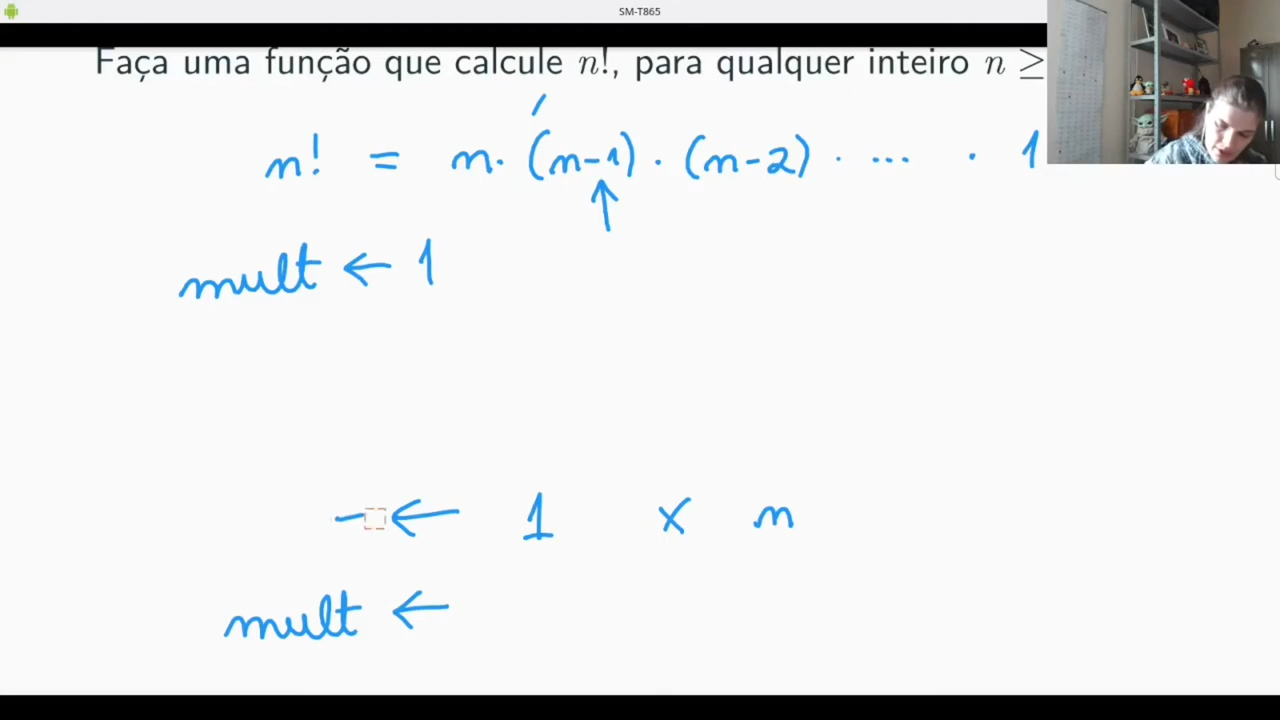 SM-T865
Faça uma função que calcule n!, para qualquer inteiro n ≥
n! = n· (n-1) · (n-2) · ... · 1
mult ← 1
- ← 1 x n
mult ←